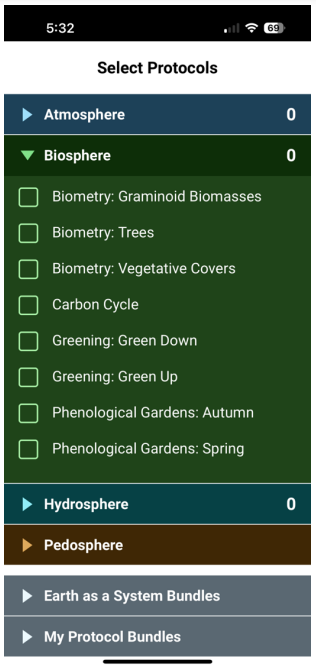 5:32
69
Select Protocols
Atmosphere 0
Biosphere 0
Biometry: Graminoid Biomasses
Biometry: Trees
Biometry: Vegetative Covers
Carbon Cycle
Greening: Green Down
Greening: Green Up
Phenological Gardens: Autumn
Phenological Gardens: Spring
Hydrosphere 0
Pedosphere
Earth as a System Bundles
My Protocol Bundles